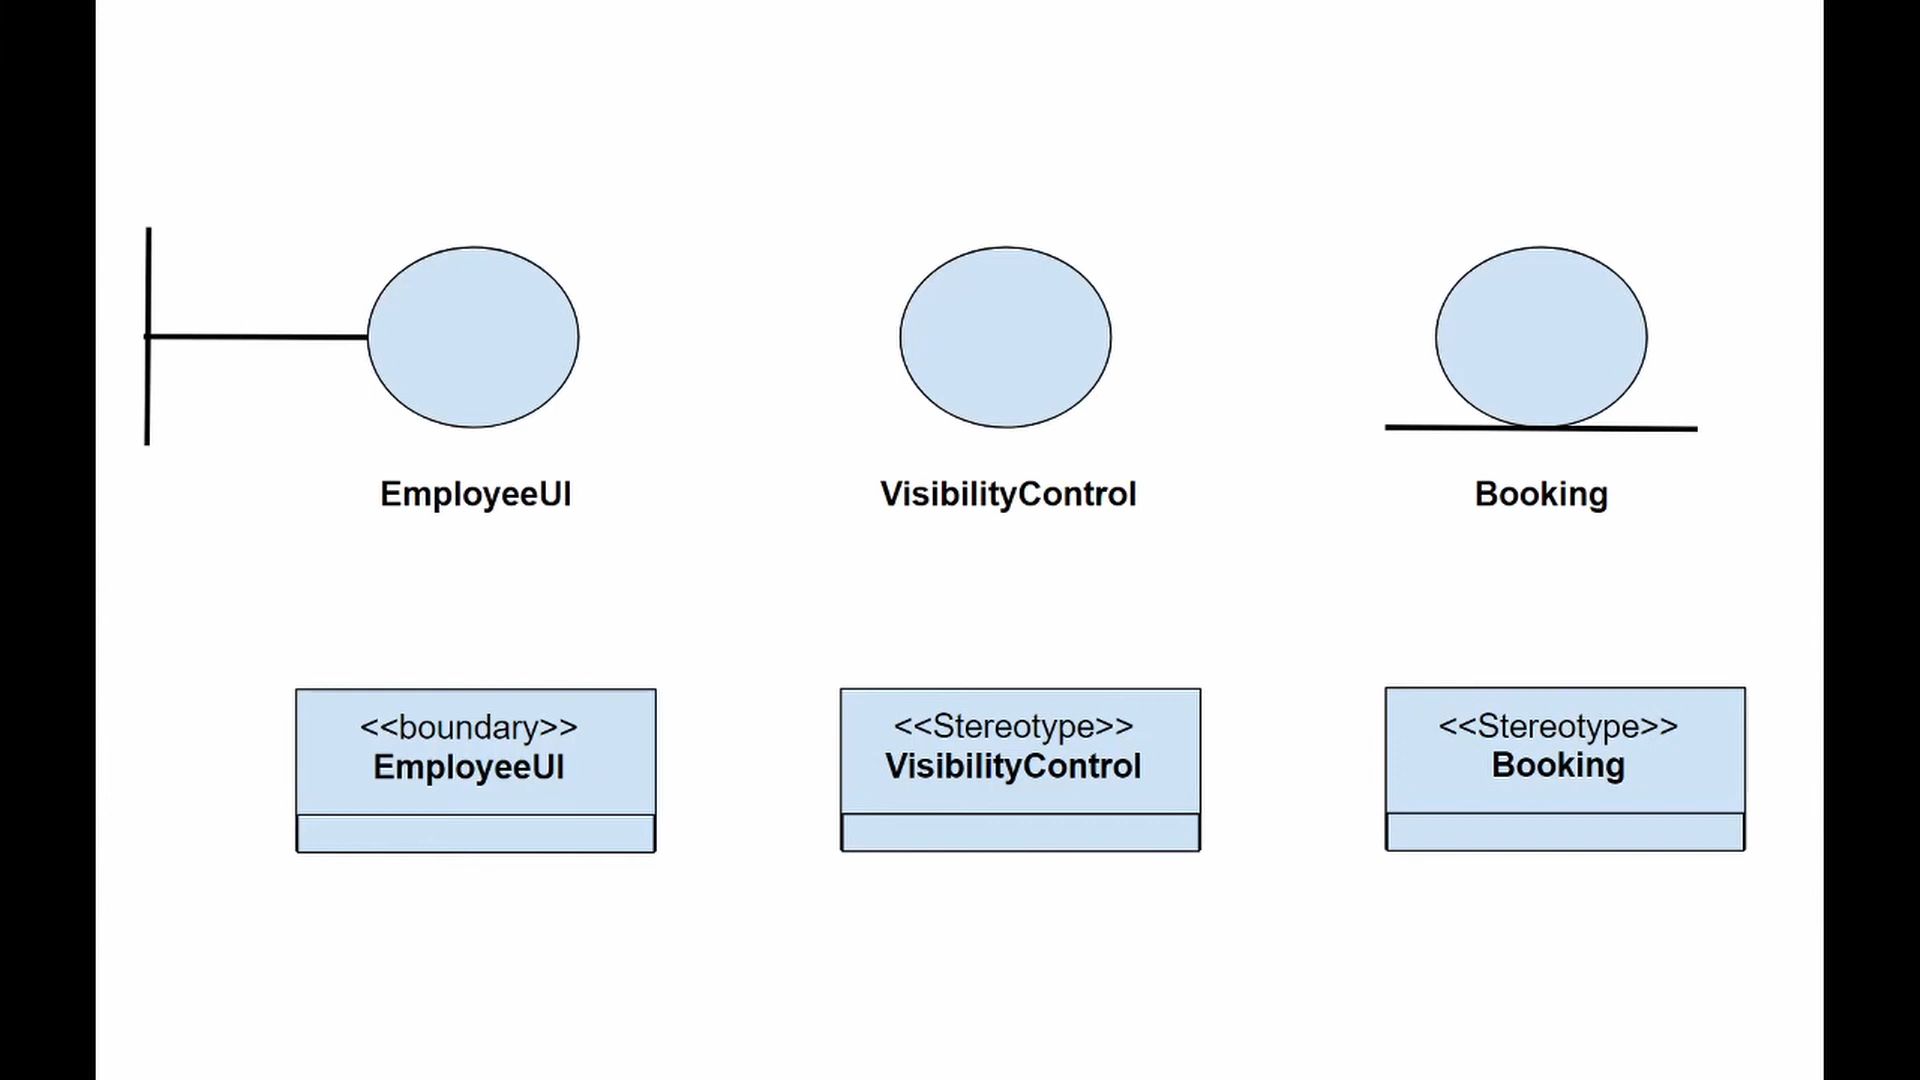 EmployeeUI
VisibilityControl
Booking
<<boundary>>
EmployeeUI
<<Stereotype>>
VisibilityControl
<<Stereotype>>
Booking